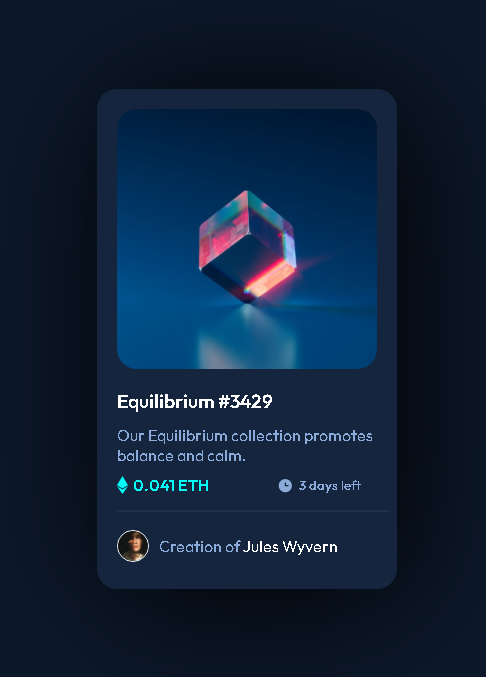 Equilibrium #3429
Our Equilibrium collection promotes
balance and calm.
0.041 ETH
3 days left
Creation of Jules Wyvern